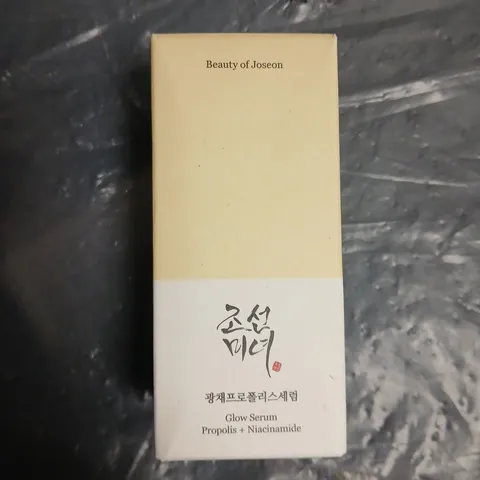 Beauty of Joseon
조선
미녀
광채프로폴리스세럼
Glow Serum
Propolis + Niacinamide